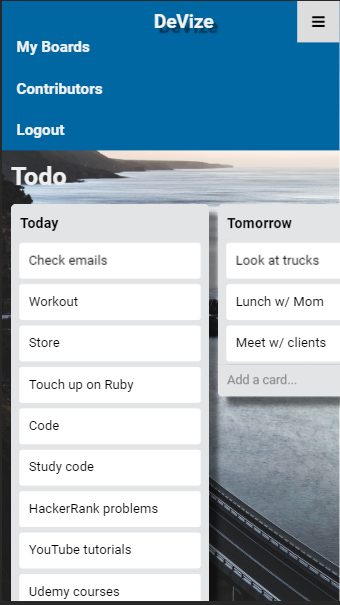 DeVize
My Boards
Contributors
Logout
Todo
Today
Check emails
Workout
Store
Touch up on Ruby
Code
Study code
HackerRank problems
YouTube tutorials
Udemy courses
Tomorrow
Look at trucks
Lunch w/ Mom
Meet w/ clients
Add a card...